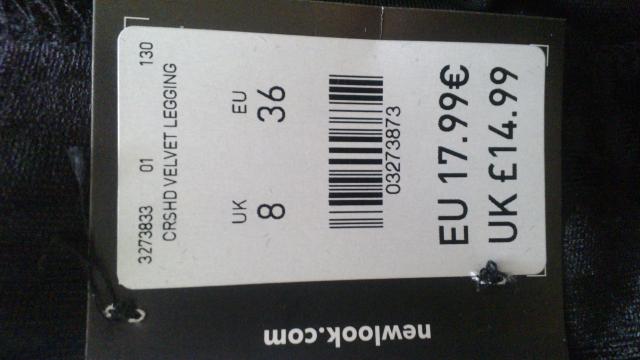 3273833 01 130
CRSHD VELVET LEGGING
UK EU
8 36
03273873
EU 17.99€
UK £14.99
newlook.com